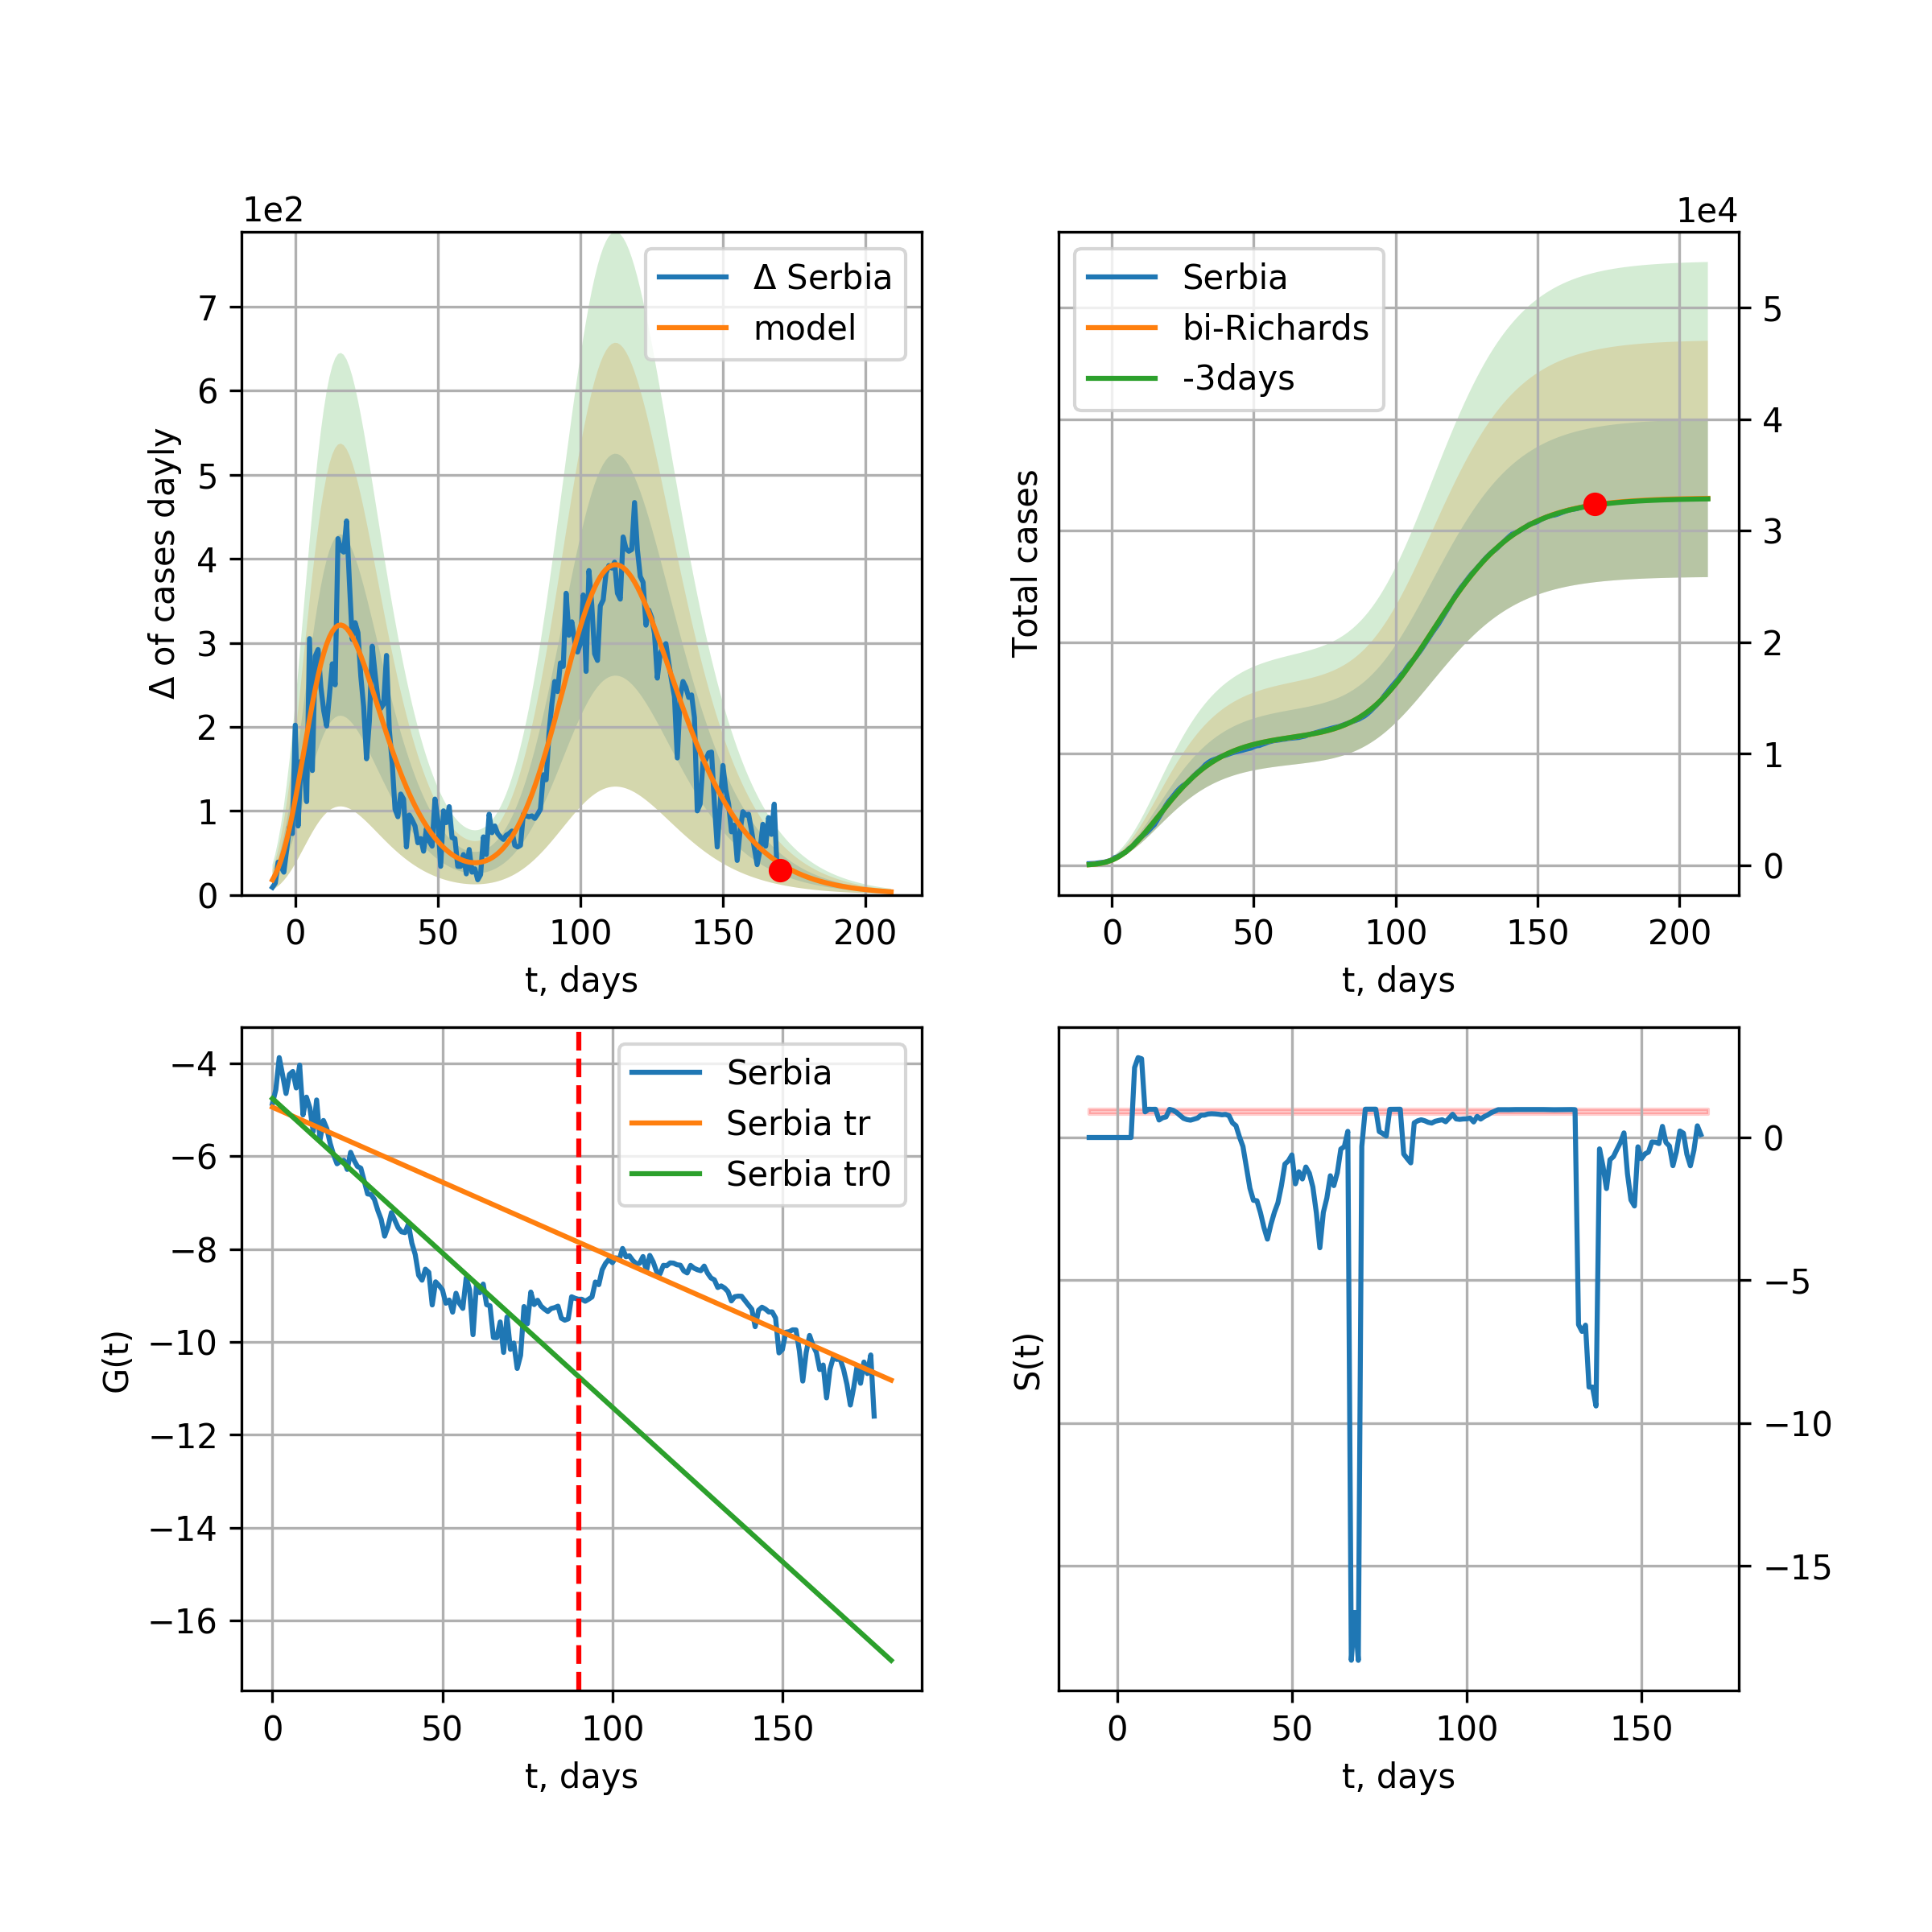 1e2
Δ of cases dayly
7
6
5
4
3
2
1
0
0 50 100 150 200
t, days
Δ Serbia
model
1e4
Total cases
5
4
3
2
1
0
0 50 100 150 200
t, days
Serbia
bi-Richards
-3days
G(t)
−4
−6
−8
−10
−12
−14
−16
0 50 100 150
t, days
Serbia
Serbia tr
Serbia tr0
S(t)
0
−5
−10
−15
0 50 100 150
t, days